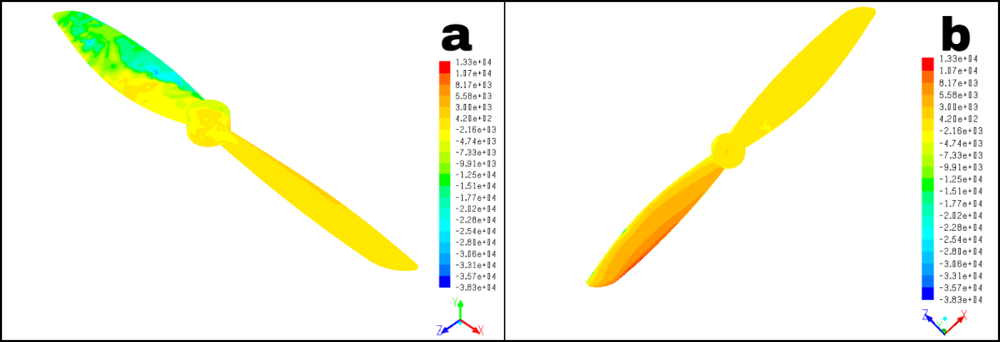 a
1.33e+04
1.07e+04
8.17e+03
5.58e+03
3.00e+03
4.20e+02
-2.16e+03
-4.74e+03
-7.33e+03
-9.91e+03
-1.25e+04
-1.51e+04
-1.77e+04
-2.02e+04
-2.28e+04
-2.54e+04
-2.80e+04
-3.06e+04
-3.31e+04
-3.57e+04
-3.83e+04
Y
Z
X
b
1.33e+04
1.07e+04
8.17e+03
5.58e+03
3.00e+03
4.20e+02
-2.16e+03
-4.74e+03
-7.33e+03
-9.91e+03
-1.25e+04
-1.51e+04
-1.77e+04
-2.02e+04
-2.28e+04
-2.54e+04
-2.80e+04
-3.06e+04
-3.31e+04
-3.57e+04
-3.83e+04
Z
X
Y